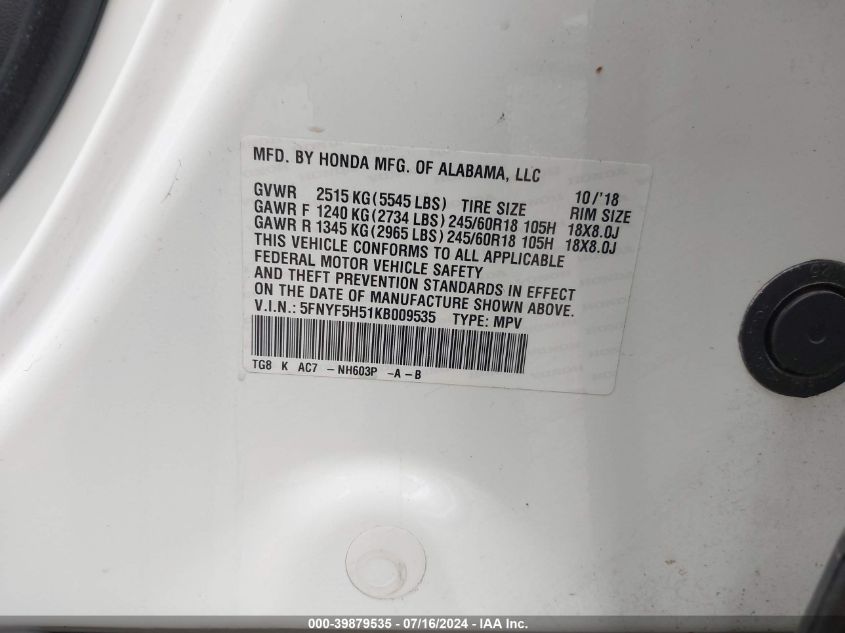 MFD. BY HONDA MFG. OF ALABAMA, LLC
GVWR 2515 KG (5545 LBS) TIRE SIZE 10/'18 RIM SIZE
GAWR F 1240 KG (2734 LBS) 245/60R18 105H 18X8.0J
GAWR R 1345 KG (2965 LBS) 245/60R18 105H 18X8.0J
THIS VEHICLE CONFORMS TO ALL APPLICABLE
FEDERAL MOTOR VEHICLE SAFETY
AND THEFT PREVENTION STANDARDS IN EFFECT
ON THE DATE OF MANUFACTURE SHOWN ABOVE.
V.I.N.: 5FNYF5H51KB009535 TYPE: MPV
TG8 K AC7 -NH603P -A-B
000-39879535 - 07/16/2024 - IAA Inc.